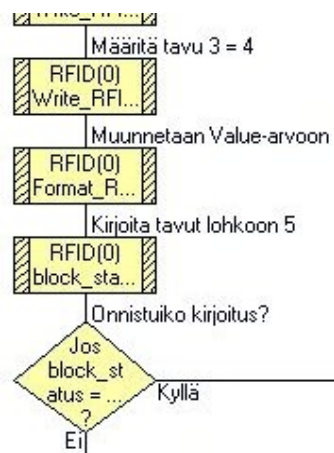 Write_RFI...
Määritä tavu 3 = 4
RFID(0)
Write_RFI...
Muunnetaan Value-arvoon
RFID(0)
Format_R...
Kirjoita tavut lohkoon 5
RFID(0)
block_sta...
Onnistuiko kirjoitus?
Jos
block_st
atus = ...
?
Kyllä
Ei